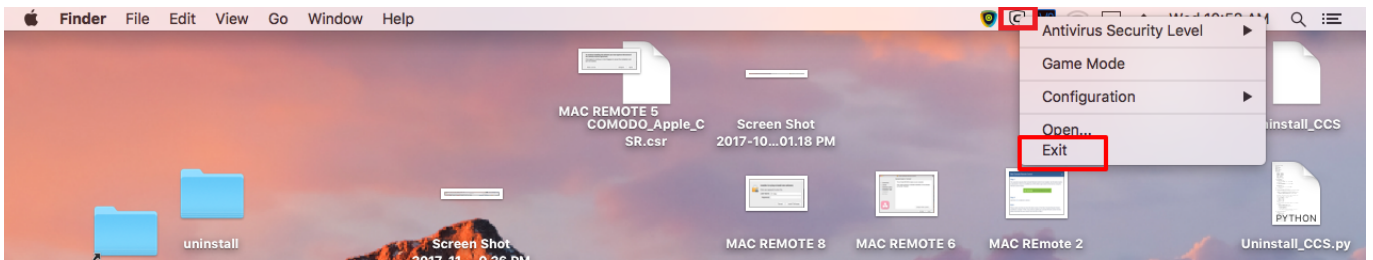 Finder File Edit View Go Window Help
Antivirus Security Level
Game Mode
Configuration
Open...
Exit
MAC REMOTE 5
COMODO_Apple_C
SR.csr
Screen Shot
2017-10...01.18 PM
uninstall
Screen Shot
MAC REMOTE 8
MAC REMOTE 6
MAC REmote 2
PYTHON
Uninstall_CCS.py